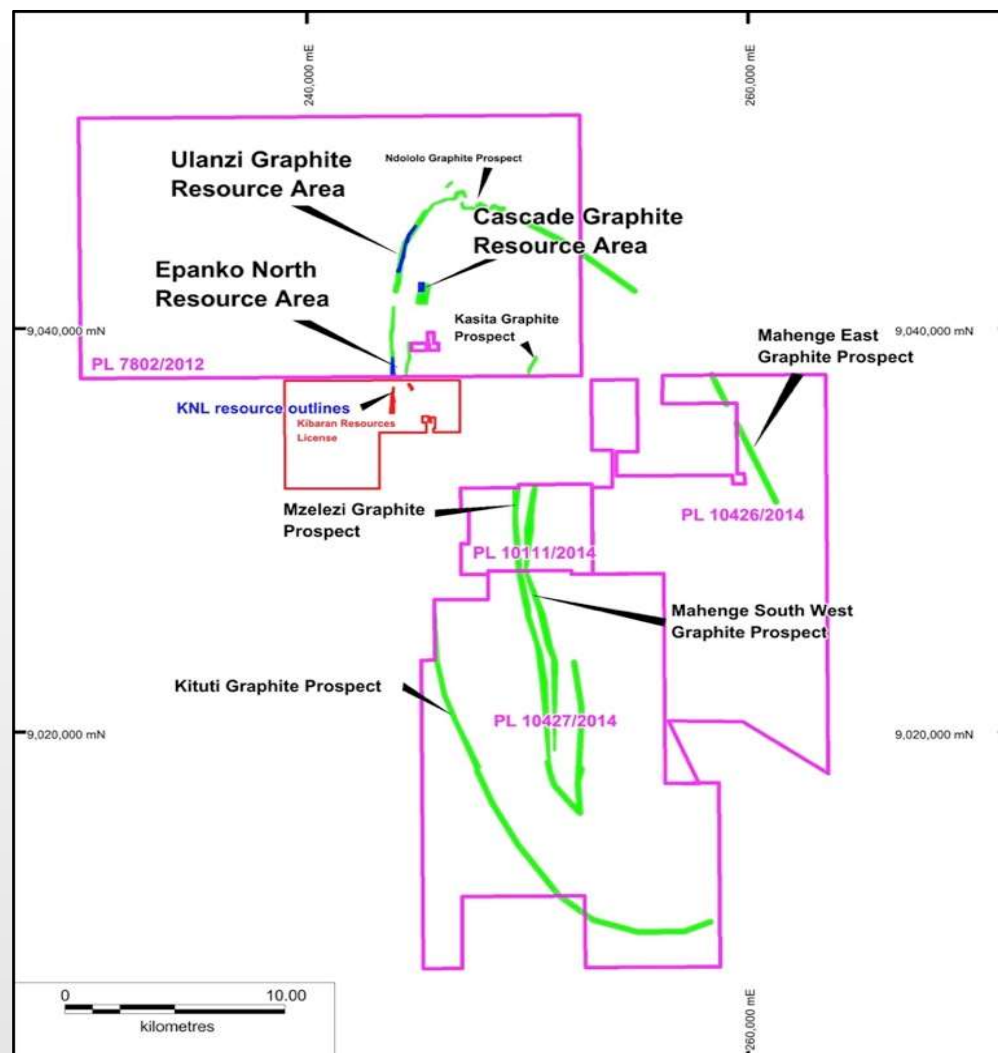 240,000 mE
260,000 mE
Ulanzi Graphite
Resource Area
Ndololo Graphite Prospect
Cascade Graphite
Resource Area
Epanko North
Resource Area
Kasita Graphite
Prospect
9,040,000 mN
9,040,000 mN
Mahenge East
Graphite Prospect
PL 7802/2012
KNL resource outlines
Kibaran Resources
License
Mzelezi Graphite
Prospect
PL 10426/2014
PL 10111/2014
Mahenge South West
Graphite Prospect
Kituti Graphite Prospect
PL 10427/2014
9,020,000 mN
9,020,000 mN
0
10.00
kilometres
260,000 mE